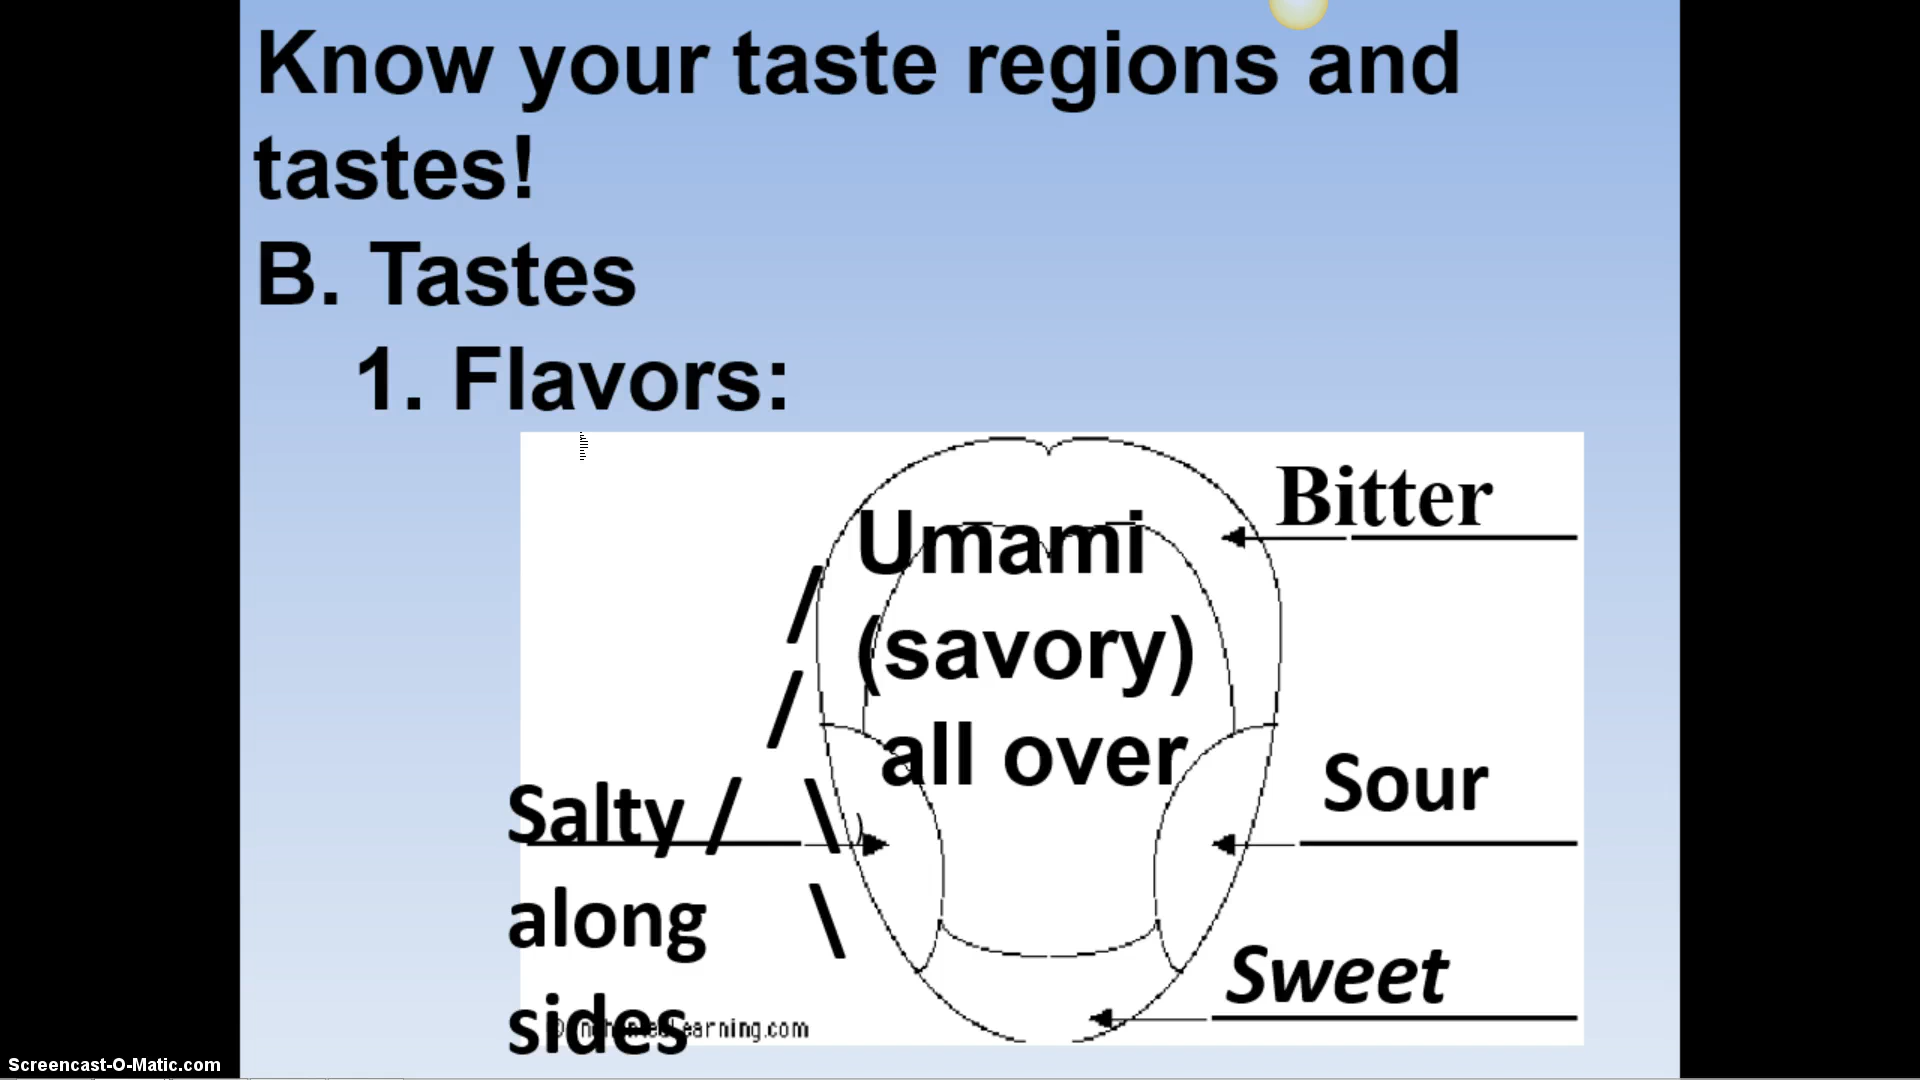 Know your taste regions and
tastes!
B. Tastes
1. Flavors:
Bitter
Umami
/
(savory)
/
all over
Sour
Salty / \
along \
Sweet
sides
Screencast-O-Matic.com